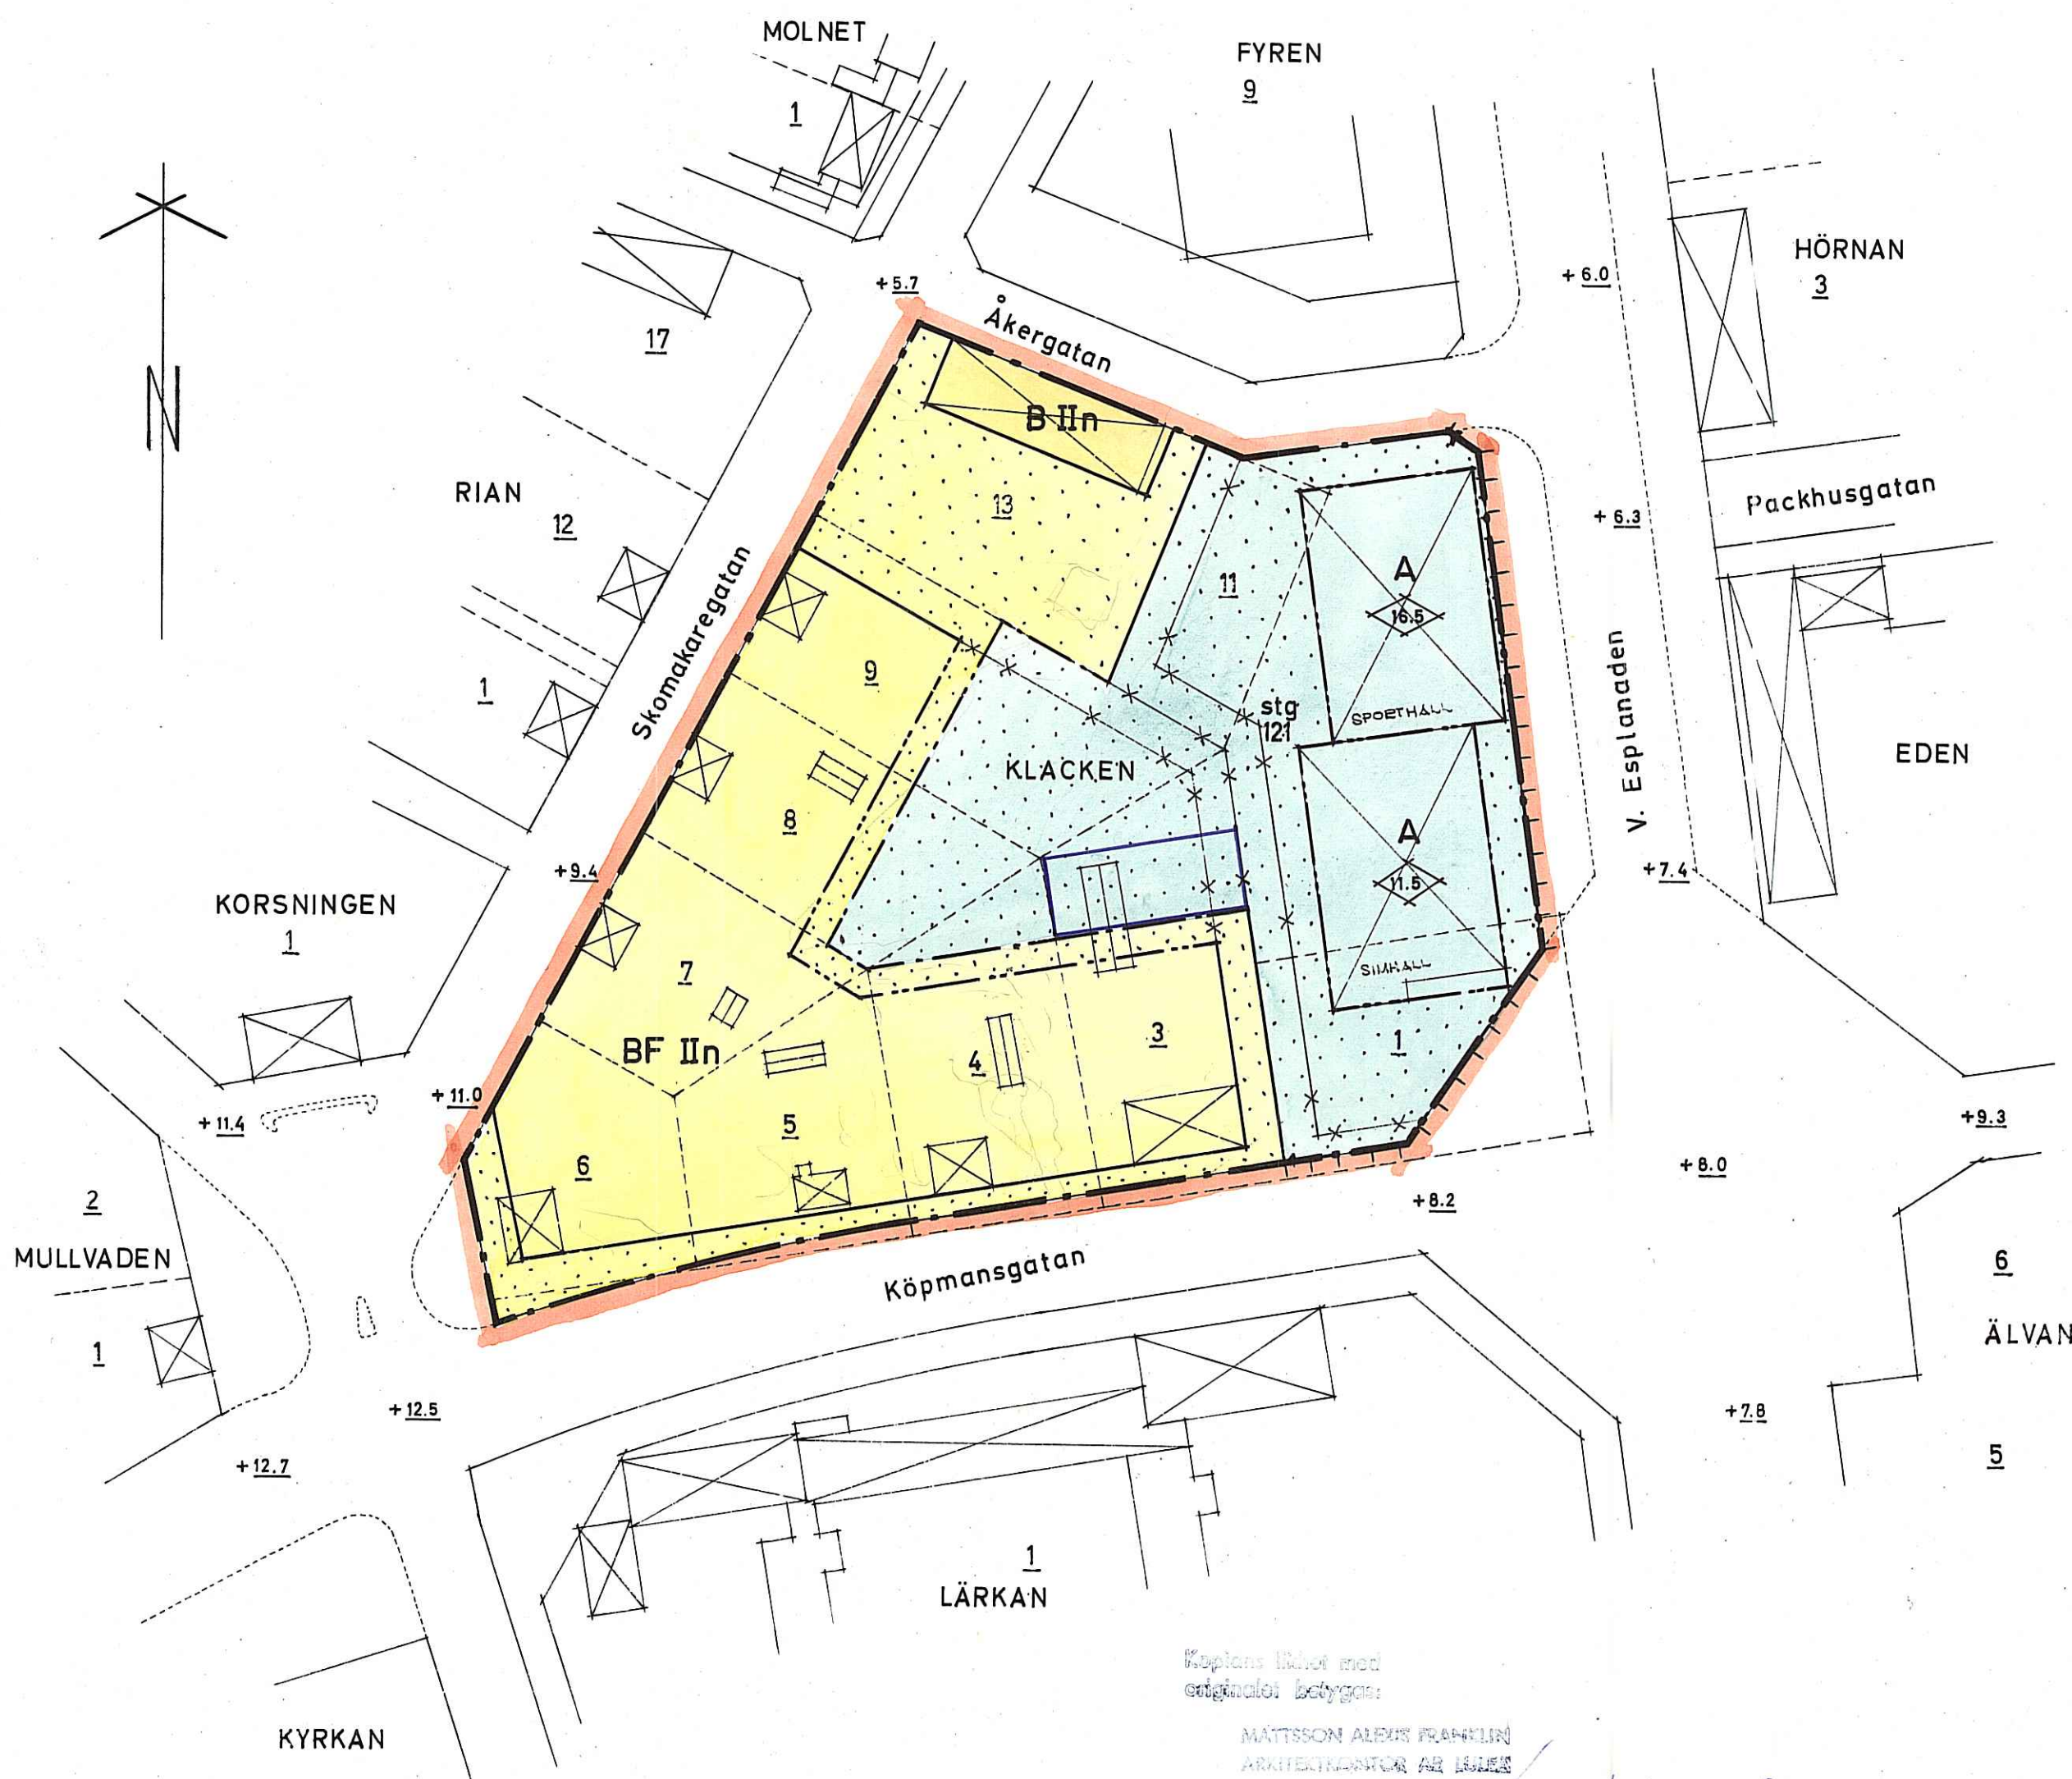 MOLNET
1
FYREN
9
HÖRNAN
3
+6.0
+5.7
Åkergatan
17
N
B IIn
RIAN
12
13
+6.3
Packhusgatan
Skomakaregatan
11
A
16.5
1
9
stg
121
SPORTHALL
V. Esplanaden
KLACKEN
EDEN
8
A
11.5
+7.4
+9.4
KORSNINGEN
1
7
SIMHALL
BF IIn
4
3
1
+11.0
+11.4
5
6
+9.3
+8.0
+8.2
2
MULLVADEN
1
Köpmansgatan
6
ÄLVAN
5
+12.5
+7.8
+12.7
1
LÄRKAN
KYRKAN
Kopians likhet med
originalet betygas:
MATTSSON ALEXIS FRANKLIN
ARKITEKTKONTOR AB LULEÅ